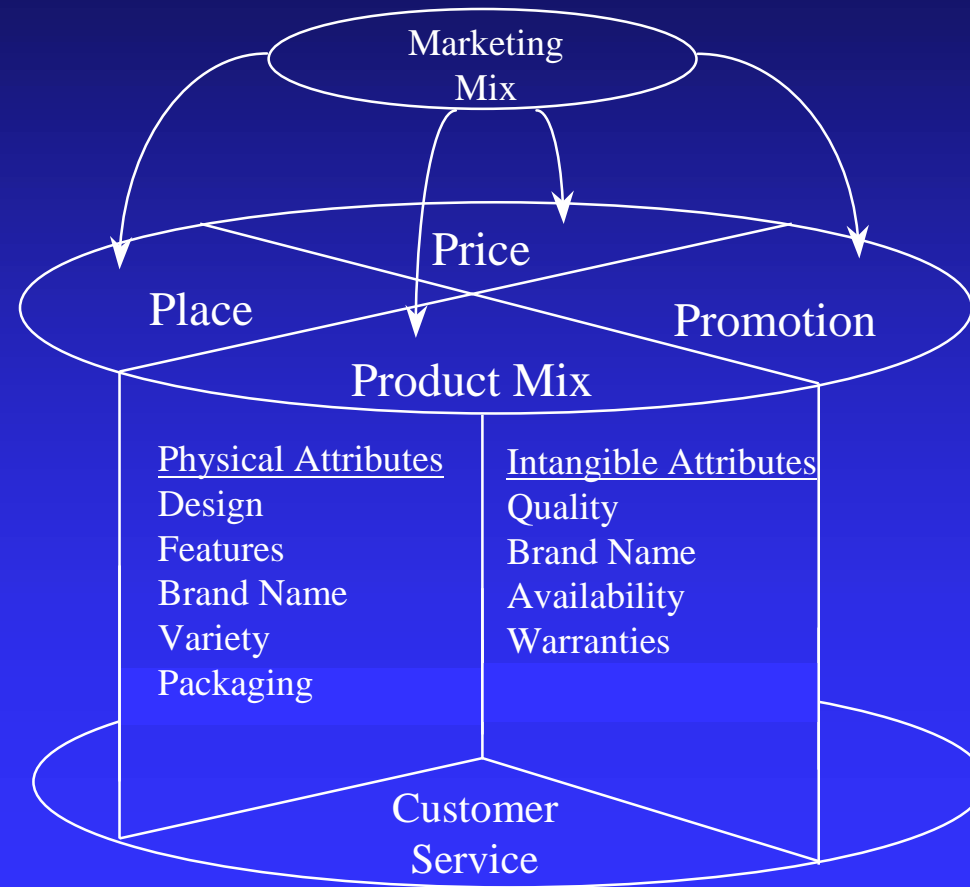 Marketing
Mix
Price
Place
Promotion
Product Mix
Physical Attributes
Design
Features
Brand Name
Variety
Packaging
Intangible Attributes
Quality
Brand Name
Availability
Warranties
Customer
Service